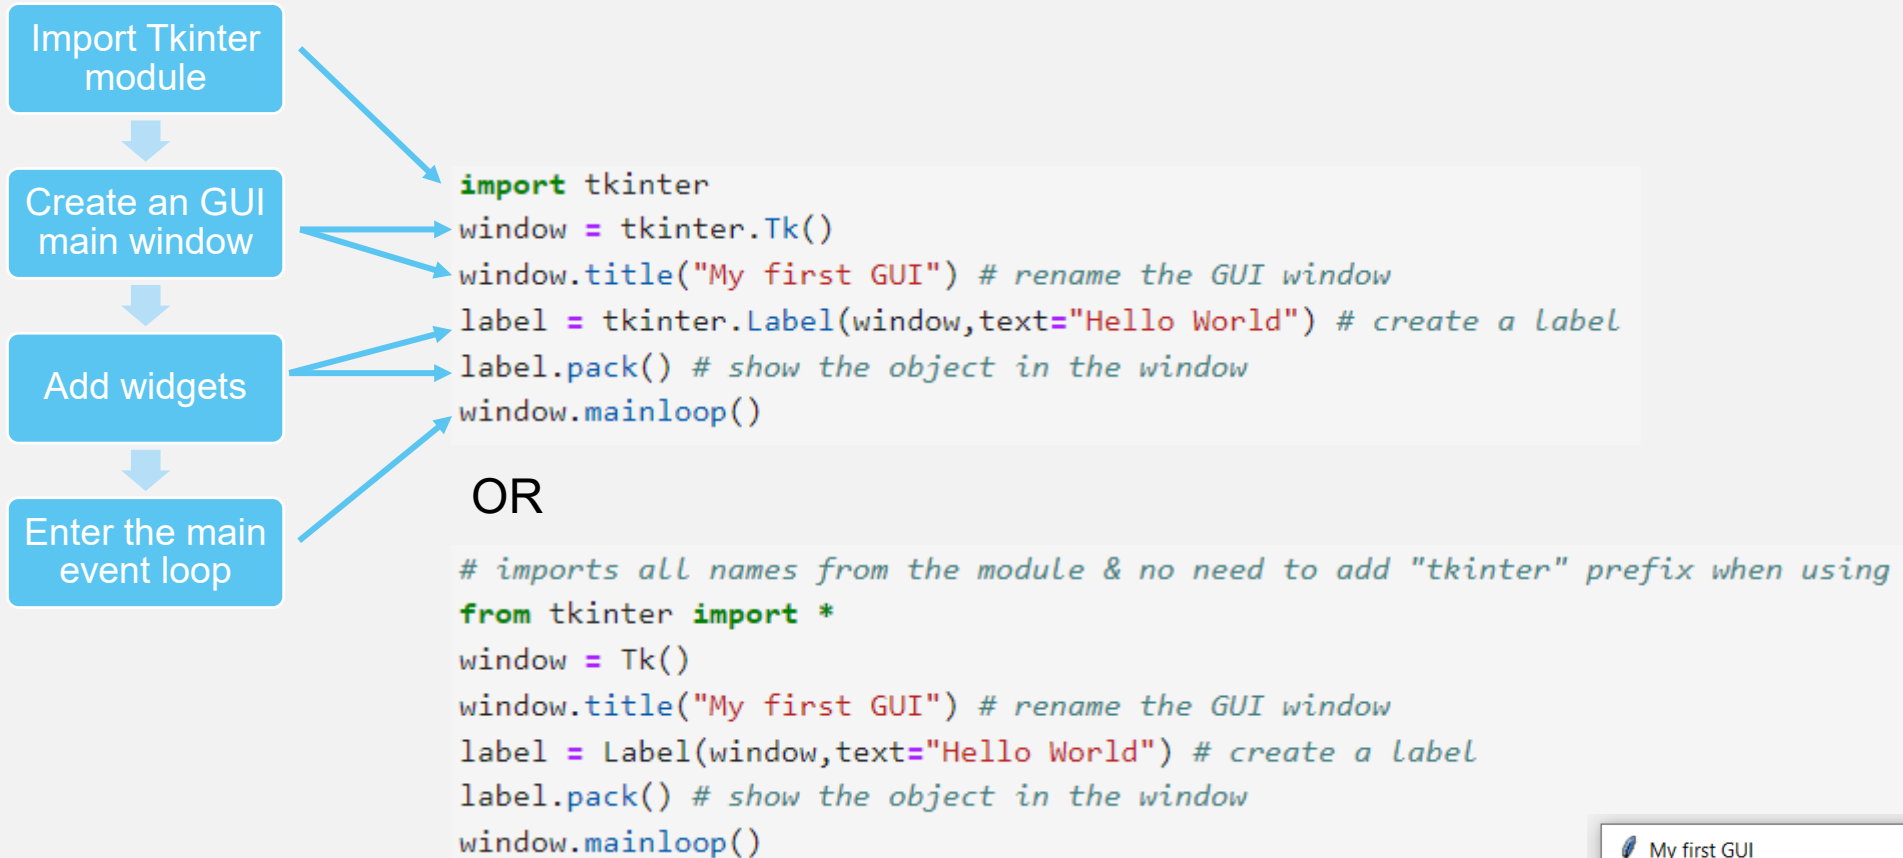 Import Tkinter
module
Create an GUI
main window
Add widgets
Enter the main
event loop
import tkinter
window = tkinter.Tk()
window.title("My first GUI") # rename the GUI window
label = tkinter.Label(window,text="Hello World") # create a label
label.pack() # show the object in the window
window.mainloop()
OR
# imports all names from the module & no need to add "tkinter" prefix when using
from tkinter import *
window = Tk()
window.title("My first GUI") # rename the GUI window
label = Label(window,text="Hello World") # create a label
label.pack() # show the object in the window
window.mainloop()
My first GUI